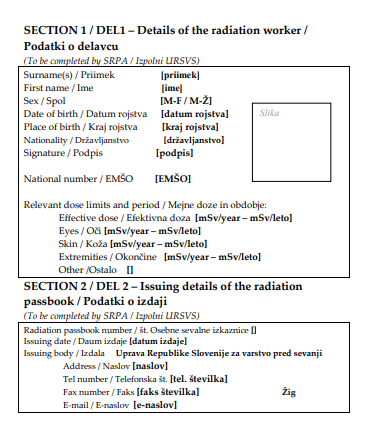 SECTION 1 / DEL1 – Details of the radiation worker /
Podatki o delavcu
(To be completed by SRPA / Izpolni URSVS)
Surname(s) / Priimek [priimek]
First name / Ime [ime]
Sex / Spol [M-F / M-Ž]
Date of birth / Datum rojstva [datum rojstva]
Place of birth / Kraj rojstva [kraj rojstva]
Nationality / Državljanstvo [državljanstvo]
Signature / Podpis [podpis]
Slika
National number / EMŠO [EMŠO]
Relevant dose limits and period / Mejne doze in obdobje:
Effective dose / Efektivna doza [mSv/year – mSv/leto]
Eyes / Oči [mSv/year – mSv/leto]
Skin / Koža [mSv/year – mSv/leto]
Extremities / Okončine [mSv/year – mSv/leto]
Other /Ostalo []
SECTION 2 / DEL 2 – Issuing details of the radiation
passbook / Podatki o izdaji
(To be completed by SRPA / Izpolni URSVS)
Radiation passbook number / št. Osebne sevalne izkaznice []
Issuing date / Daum izdaje [datum izdaje]
Issuing body / Izdala Uprava Republike Slovenije za varstvo pred sevanji
Address / Naslov [naslov]
Tel number / Telefonska št. [tel. številka]
Fax number / Faks [faks številka] Žig
E-mail / E-naslov [e-naslov]